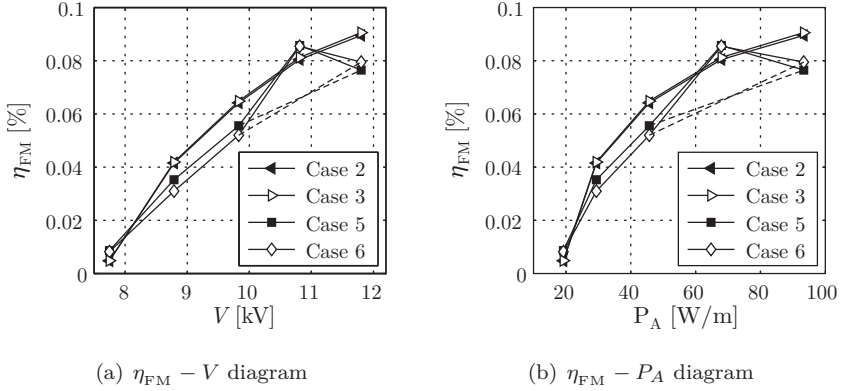 0.1
0.08
0.06
0.04
0.02
0
η_FM [%]
8 9 10 11 12
V [kV]
Case 2
Case 3
Case 5
Case 6
(a) η_FM − V diagram
0.1
0.08
0.06
0.04
0.02
0
η_FM [%]
20 40 60 80 100
P_A [W/m]
Case 2
Case 3
Case 5
Case 6
(b) η_FM − P_A diagram